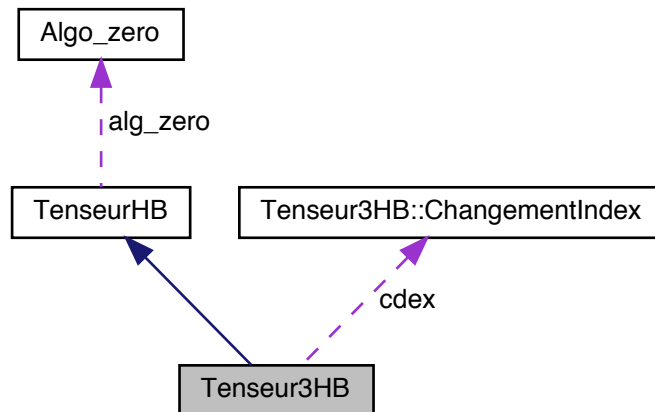 Algo_zero
alg_zero
TenseurHB
Tenseur3HB::ChangementIndex
cdex
Tenseur3HB